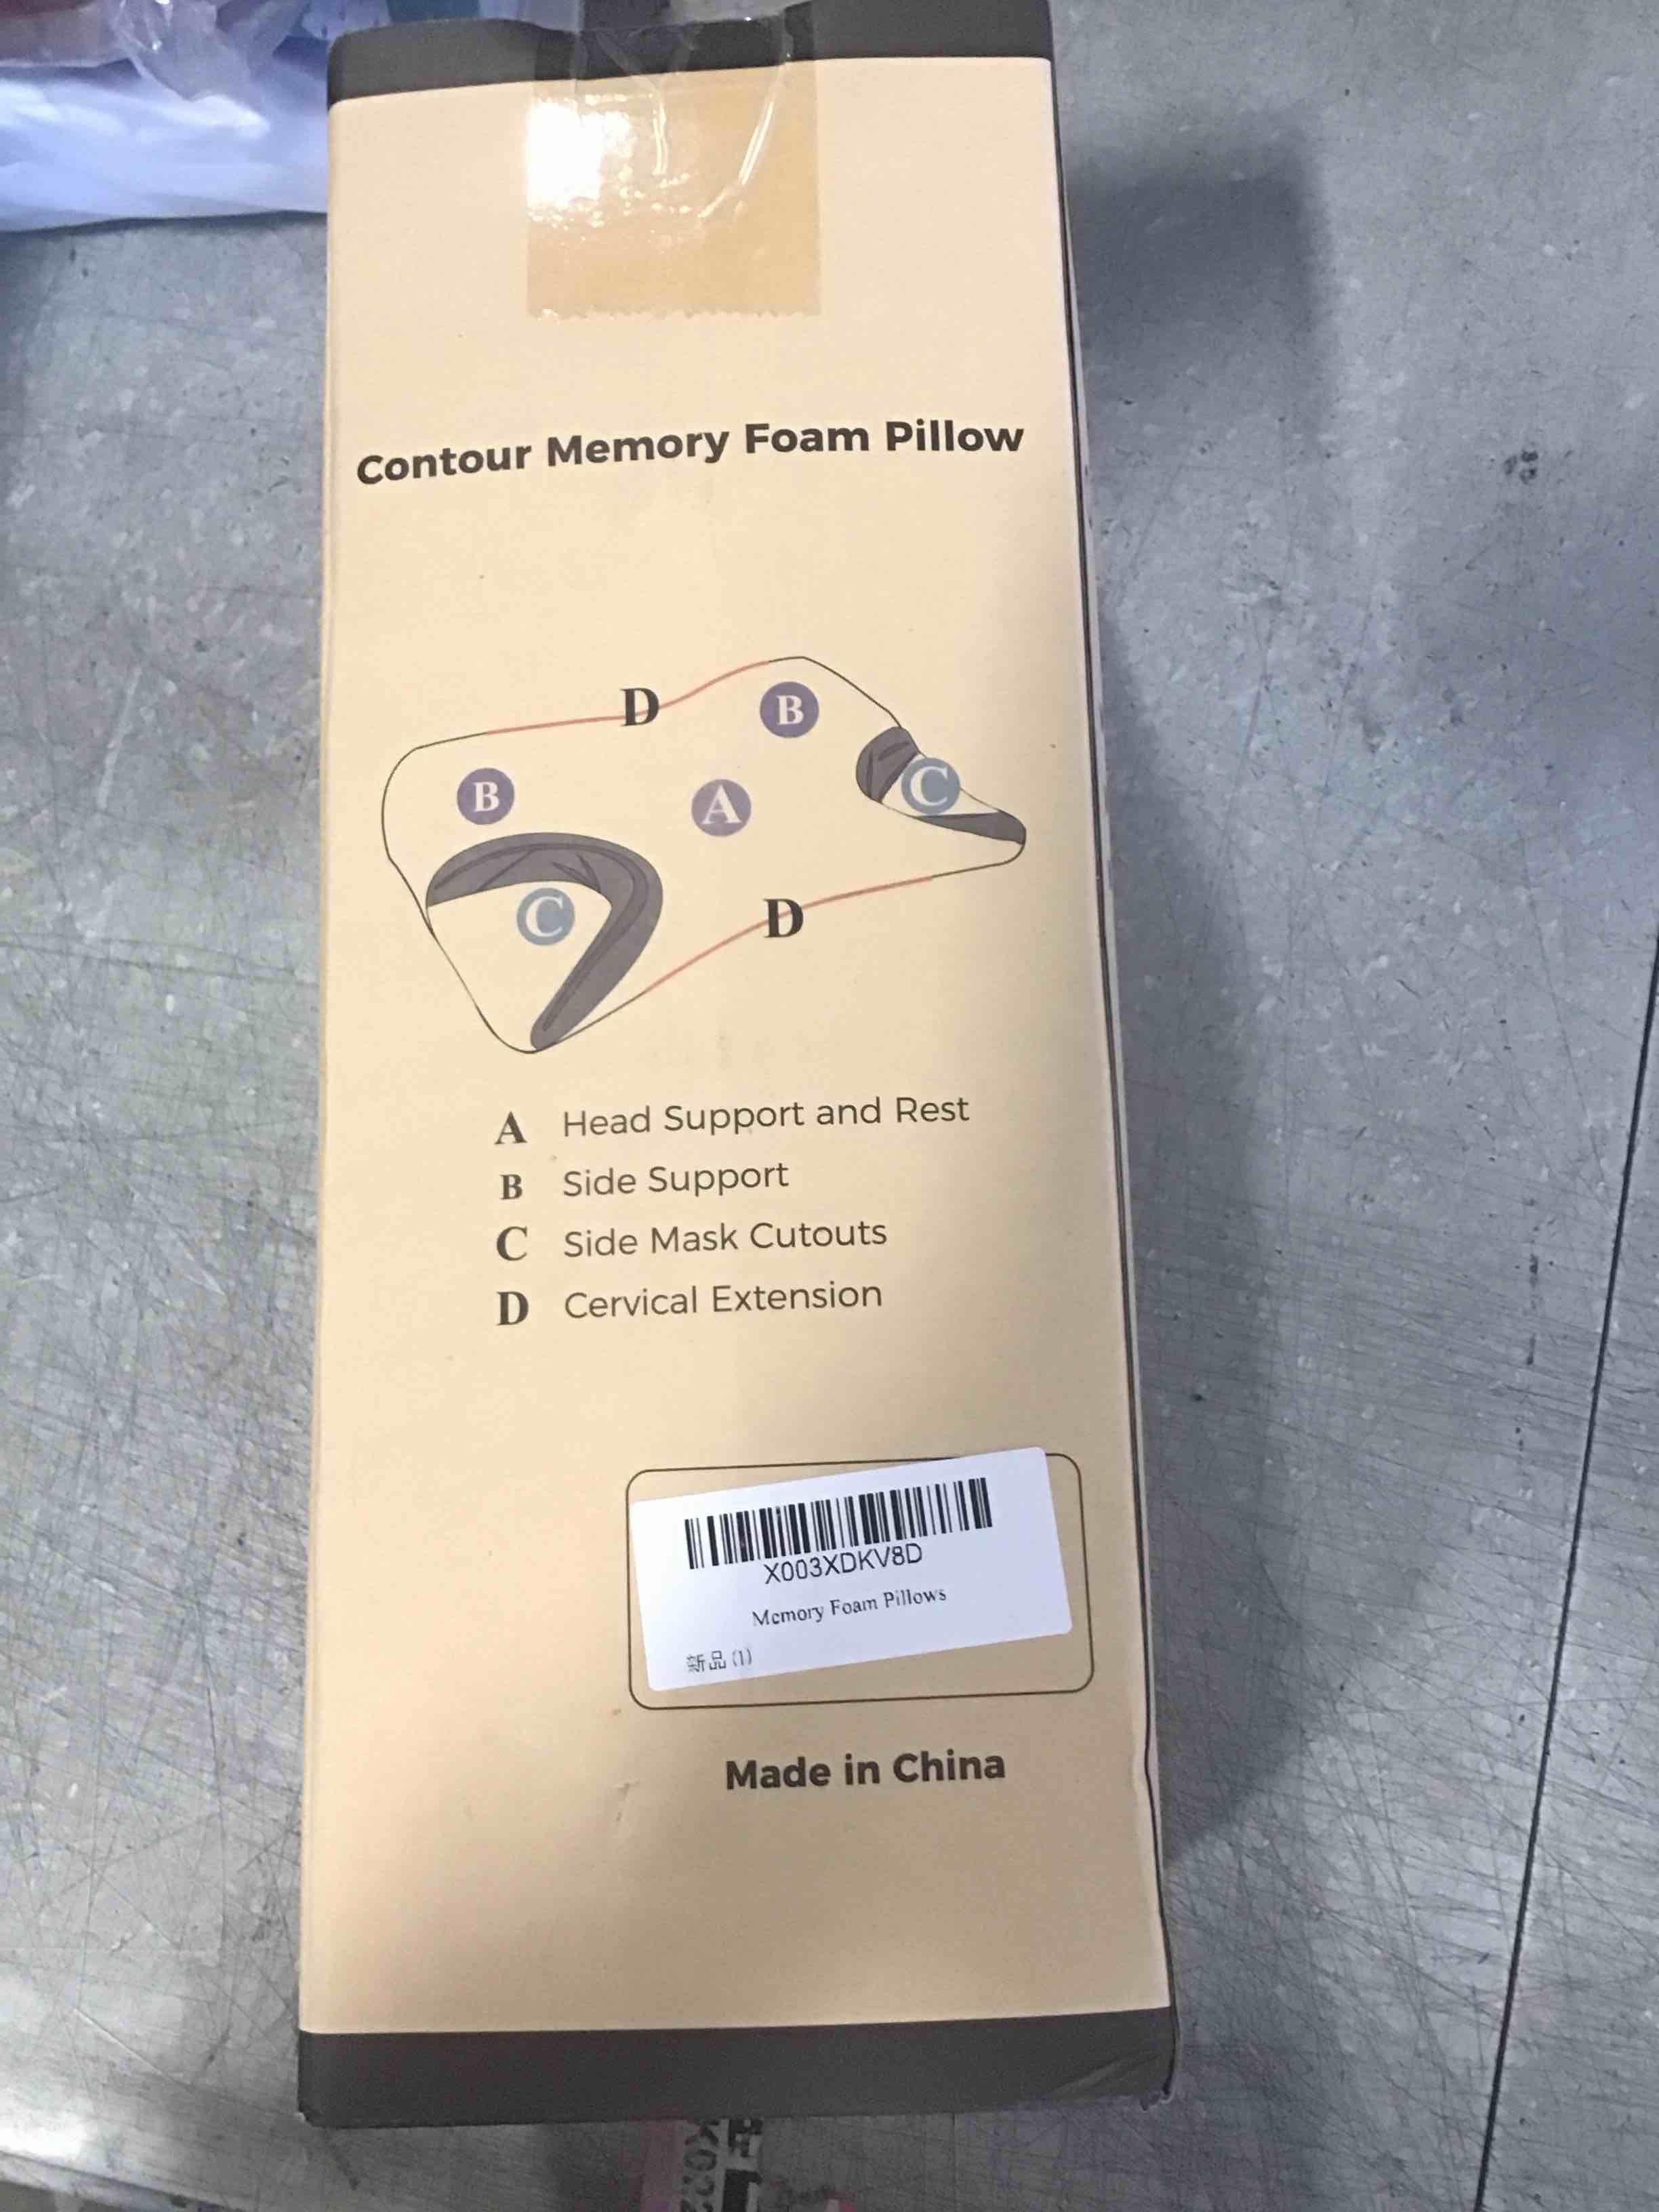 Contour Memory Foam Pillow
D
B
B
A
C
C
D
A Head Support and Rest
B Side Support
C Side Mask Cutouts
D Cervical Extension
X003XDKV8D
Memory Foam Pillows
新品 (1)
Made in China